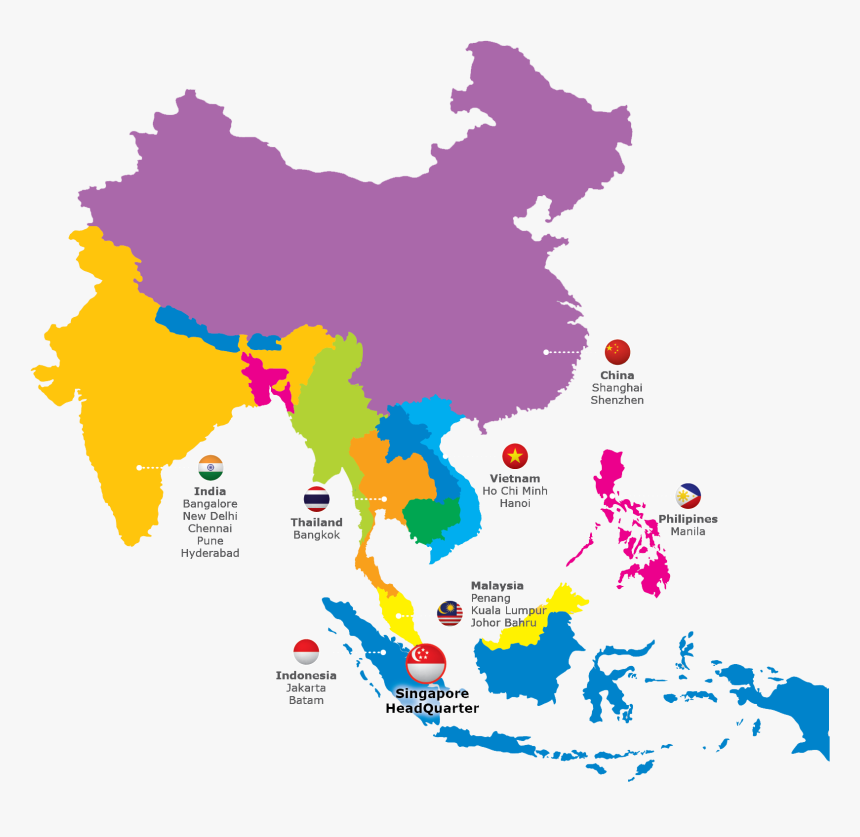 China
Shanghai
Shenzhen
Vietnam
Ho Chi Minh
Hanoi
India
Bangalore
New Delhi
Chennai
Pune
Hyderabad
Thailand
Bangkok
Philipines
Manila
Malaysia
Penang
Kuala Lumpur
Johor Bahru
Indonesia
Jakarta
Batam
Singapore
HeadQuarter